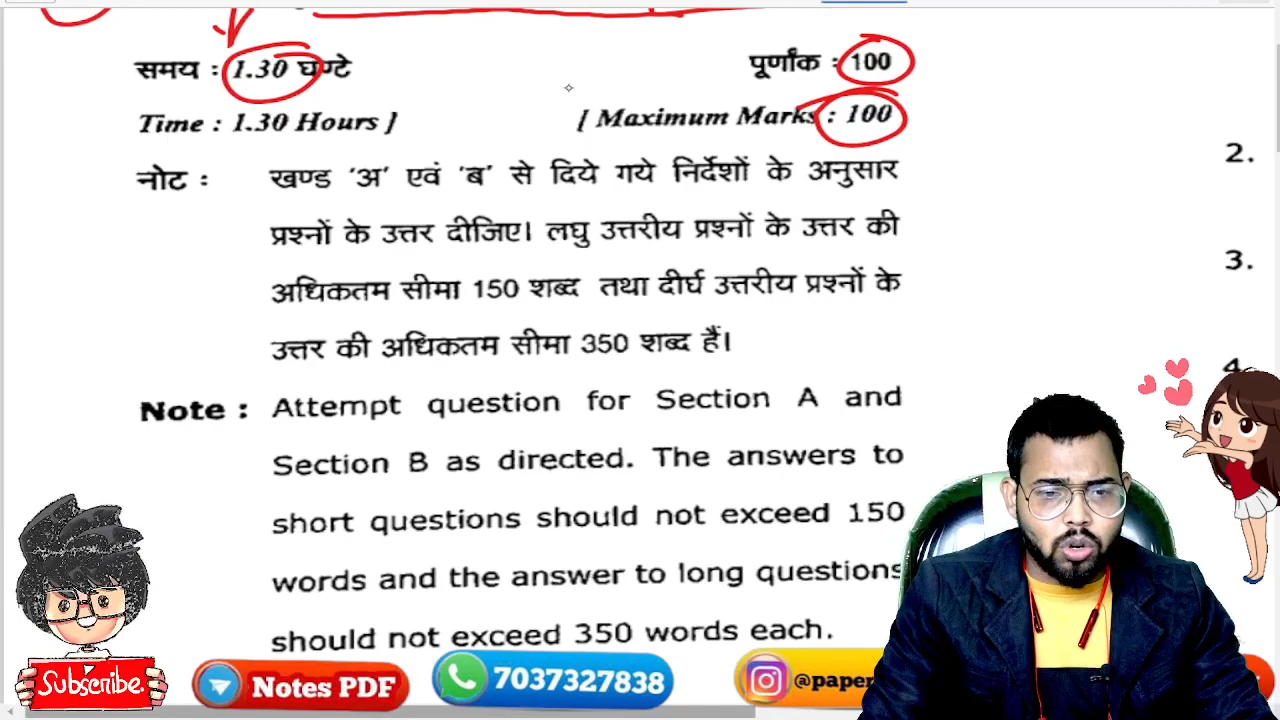 समय : 1.30 घण्टे
पूर्णांक : 100
Time : 1.30 Hours ]
[ Maximum Marks : 100
नोट : खण्ड 'अ' एवं 'ब' से दिये गये निर्देशों के अनुसार
प्रश्नों के उत्तर दीजिए। लघु उत्तरीय प्रश्नों के उत्तर की
अधिकतम सीमा 150 शब्द तथा दीर्घ उत्तरीय प्रश्नों के
उत्तर की अधिकतम सीमा 350 शब्द हैं।
Note : Attempt question for Section A and
Section B as directed. The answers to
short questions should not exceed 150
words and the answer to long questions
should not exceed 350 words each.
2.
3.
4.
Subscribe.
Notes PDF
7037327838
@paper